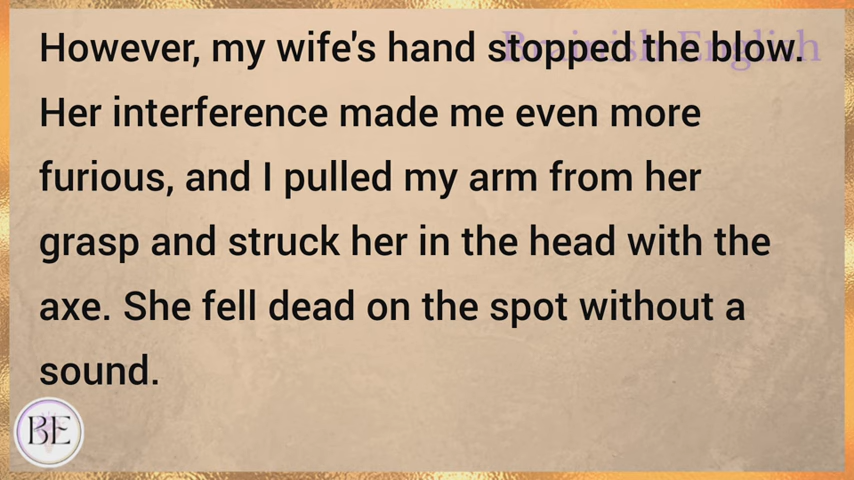 Brainish English
However, my wife's hand stopped the blow.
Her interference made me even more
furious, and I pulled my arm from her
grasp and struck her in the head with the
axe. She fell dead on the spot without a
sound.
BE